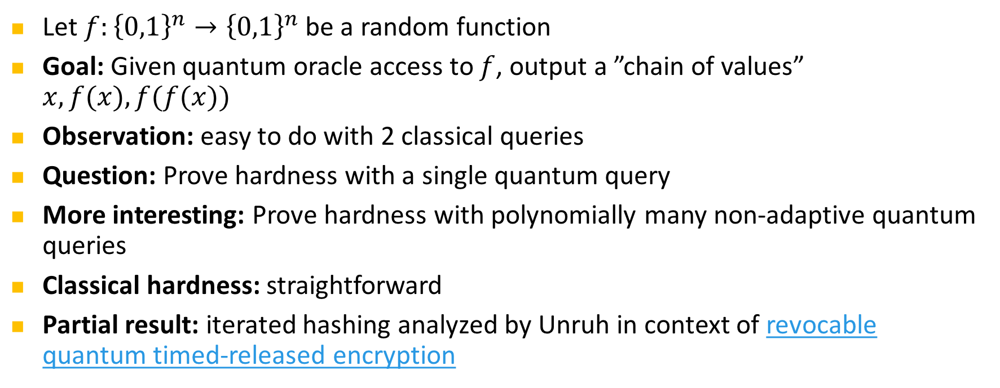 Let f: {0,1}ⁿ → {0,1}ⁿ be a random function
Goal: Given quantum oracle access to f, output a ”chain of values”
x, f(x), f(f(x))
Observation: easy to do with 2 classical queries
Question: Prove hardness with a single quantum query
More interesting: Prove hardness with polynomially many non-adaptive quantum
queries
Classical hardness: straightforward
Partial result: iterated hashing analyzed by Unruh in context of revocable
quantum timed-released encryption